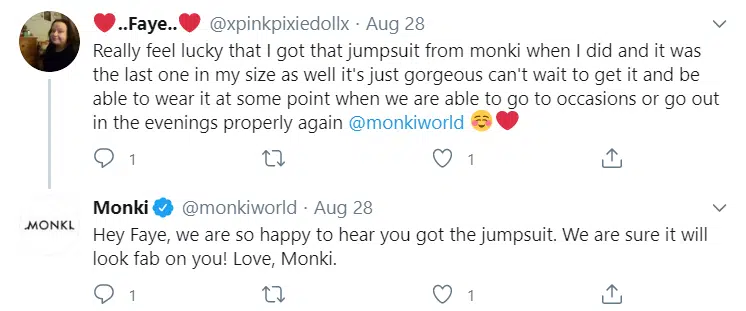 ❤️..Faye..❤️ @xpinkpixiedollx · Aug 28
Really feel lucky that I got that jumpsuit from monki when I did and it was
the last one in my size as well it's just gorgeous can't wait to get it and be
able to wear it at some point when we are able to go to occasions or go out
in the evenings properly again @monkiworld ☺️❤️
1 1
Monki @monkiworld · Aug 28
MONKI
Hey Faye, we are so happy to hear you got the jumpsuit. We are sure it will
look fab on you! Love, Monki.
1 1